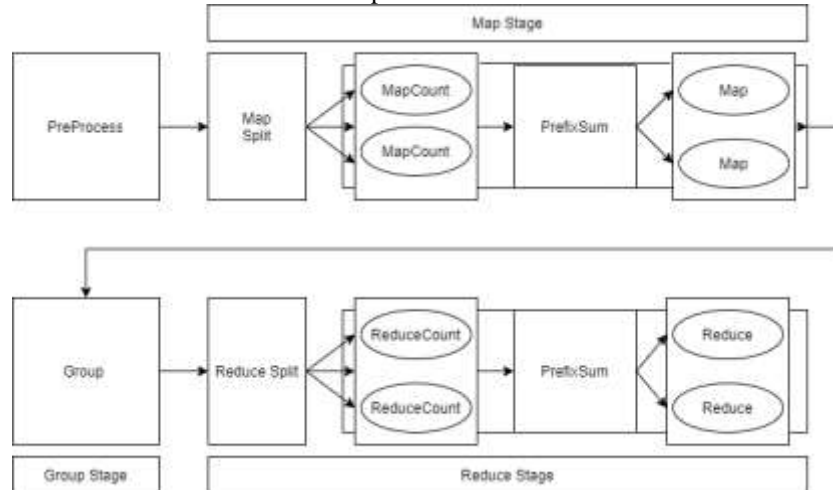 Map Stage
PreProcess
Map
Split
MapCount
MapCount
PrefixSum
Map
Map
Group
Reduce Split
ReduceCount
ReduceCount
PrefixSum
Reduce
Reduce
Group Stage
Reduce Stage